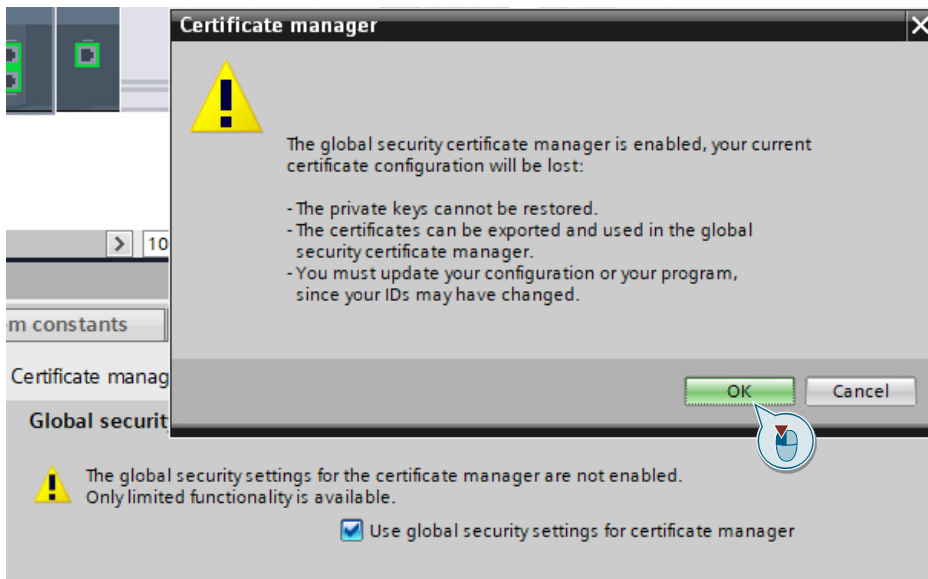 Certificate manager
The global security certificate manager is enabled, your current
certificate configuration will be lost:
- The private keys cannot be restored.
- The certificates can be exported and used in the global
security certificate manager.
- You must update your configuration or your program,
since your IDs may have changed.
10
m constants
OK
Cancel
Certificate manag
Global securit
The global security settings for the certificate manager are not enabled.
Only limited functionality is available.
Use global security settings for certificate manager